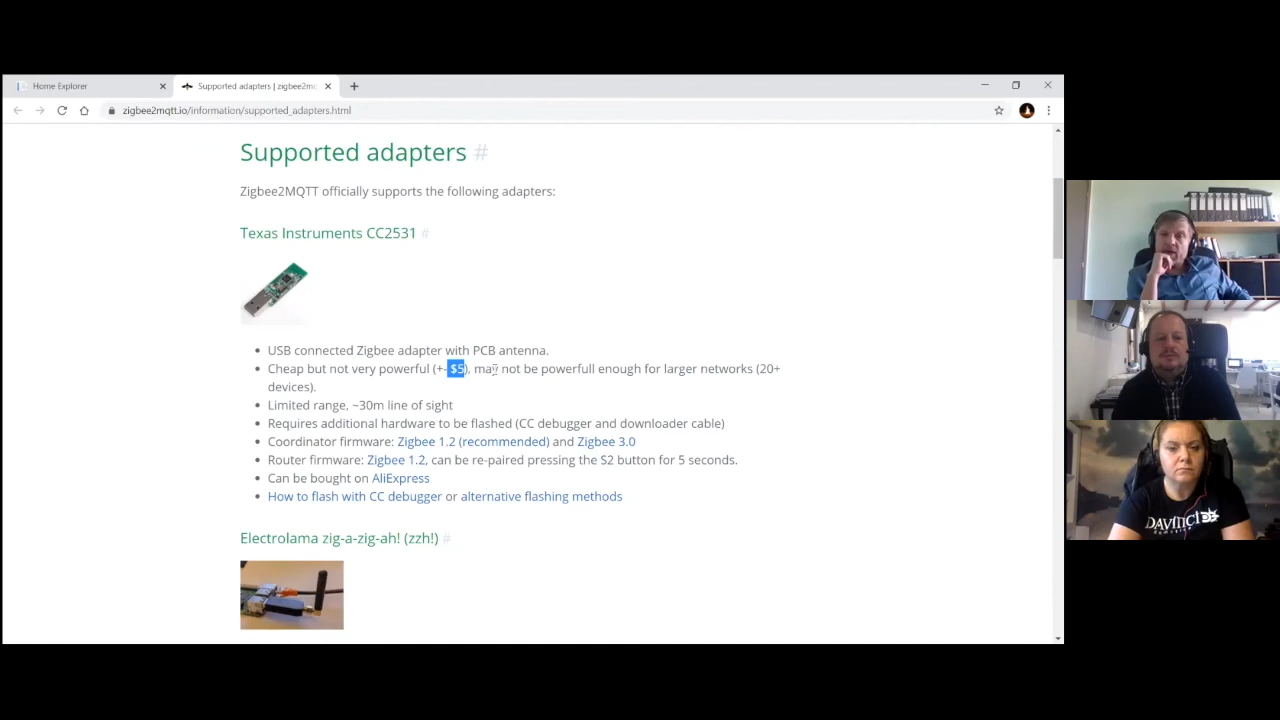 Home Explorer
Supported adapters | zigbee2mq
zigbee2mqtt.io/information/supported_adapters.html
Supported adapters #
Zigbee2MQTT officially supports the following adapters:
Texas Instruments CC2531 #
USB connected Zigbee adapter with PCB antenna.
Cheap but not very powerful (+- $5), may not be powerfull enough for larger networks (20+
devices).
Limited range, ~30m line of sight
Requires additional hardware to be flashed (CC debugger and downloader cable)
Coordinator firmware: Zigbee 1.2 (recommended) and Zigbee 3.0
Router firmware: Zigbee 1.2, can be re-paired pressing the S2 button for 5 seconds.
Can be bought on AliExpress
How to flash with CC debugger or alternative flashing methods
Electrolama zig-a-zig-ah! (zzh!) #
DAVINCI